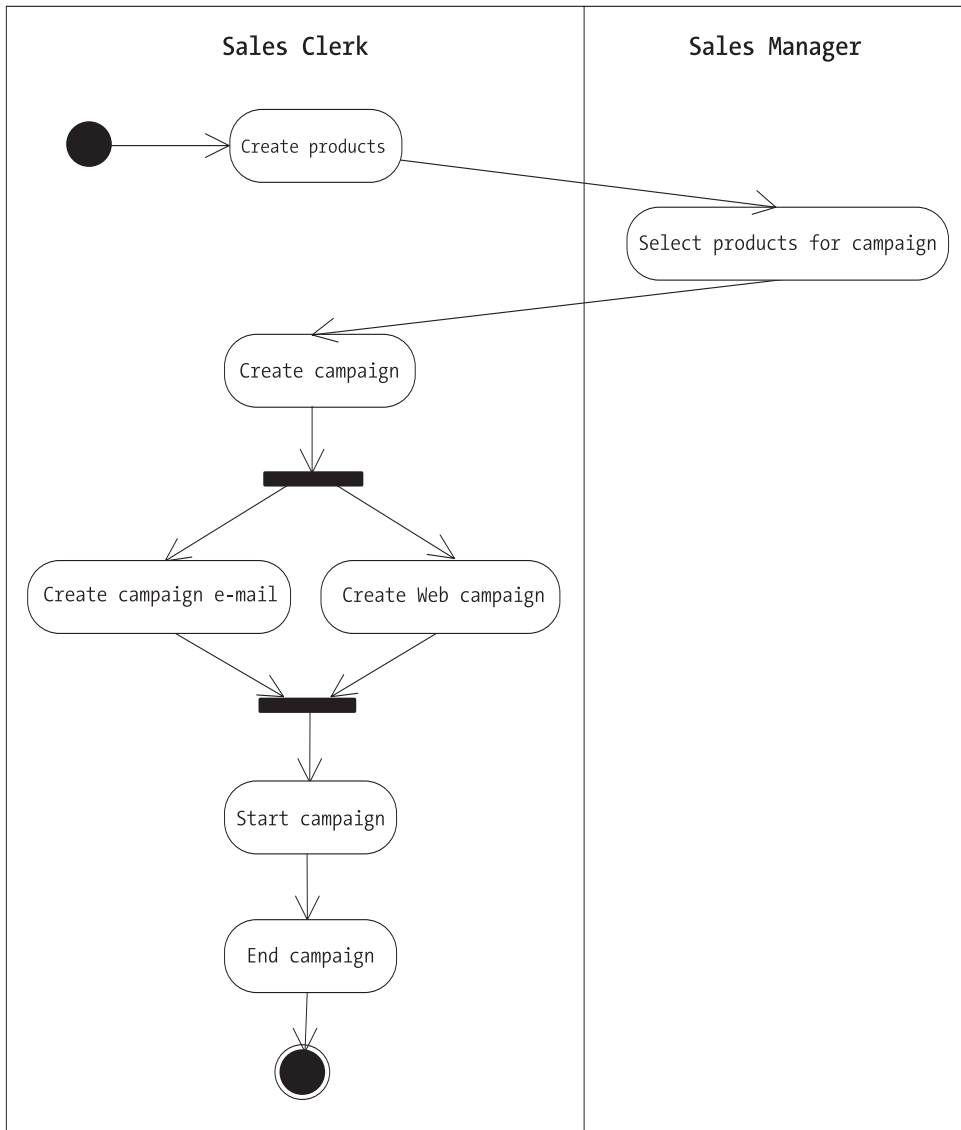 Sales Clerk
Sales Manager
Create products
Select products for campaign
Create campaign
Create campaign e-mail
Create Web campaign
Start campaign
End campaign